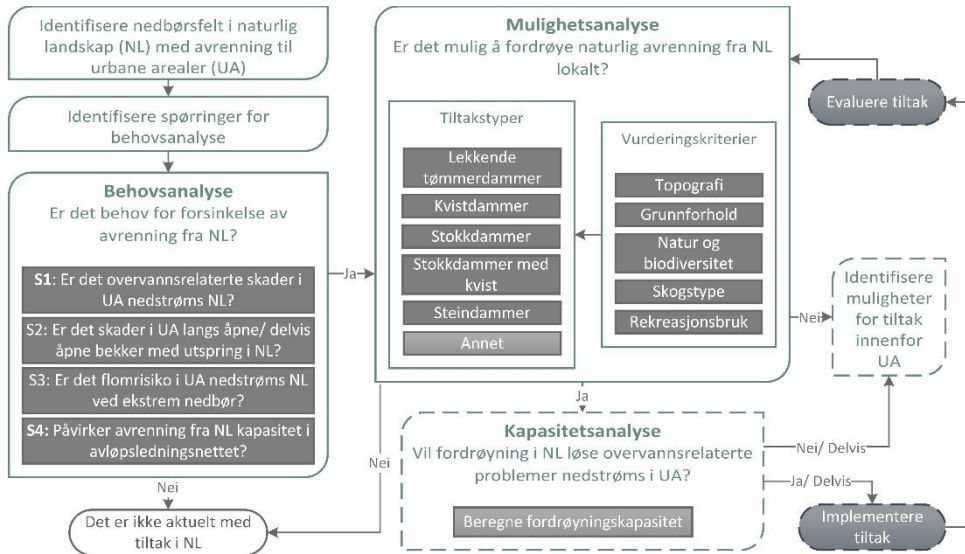 Identifisere nedbørsfelt i naturlig
landskap (NL) med avrenning til
urbane arealer (UA)
Identifisere spørringer for
behovsanalyse
Behovsanalyse
Er det behov for forsinkelse av
avrenning fra NL?
S1: Er det overvannsrelaterte skader i
UA nedstrøms NL?
S2: Er det skader i UA langs åpne/ delvis
åpne bekker med utspring i NL?
S3: Er det flomrisiko i UA nedstrøms NL
ved ekstrem nedbør?
S4: Påvirker avrenning fra NL kapasitet i
avløpsledningsnettet?
Nei
Det er ikke aktuelt med
tiltak i NL
Ja
Mulighetsanalyse
Er det mulig å fordrøye naturlig avrenning fra NL
lokalt?
Tiltakstyper
Lekkende
tømmerdammer
Kvistdammer
Stokkdammer
Stokkdammer med
kvist
Steindammer
Annet
Vurderingskriterier
Topografi
Grunnforhold
Natur og
biodiversitet
Skogstype
Rekreasjonsbruk
Nei
Ja
Kapasitetsanalyse
Vil fordrøyning i NL løse overvannsrelaterte
problemer nedstrøms i UA?
Beregne fordrøyningskapasitet
Evaluere tiltak
Nei
Identifisere
muligheter
for tiltak
innenfor
UA
Nei/ Delvis
Ja/ Delvis
Implementere
tiltak